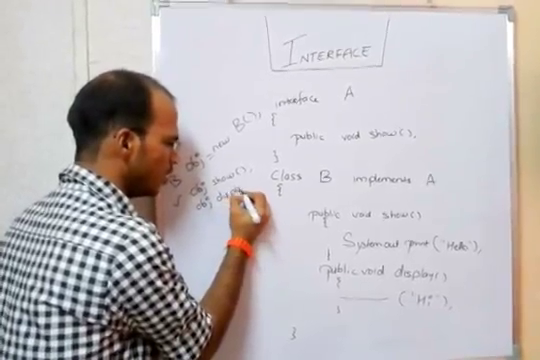 INTERFACE
interface A
{
public void show();
}
Class B implements A
{
public void show()
{
System out print ("Hello");
}
public void display()
{
("Hi");
}
}
B obj = new B();
obj show();
obj disp